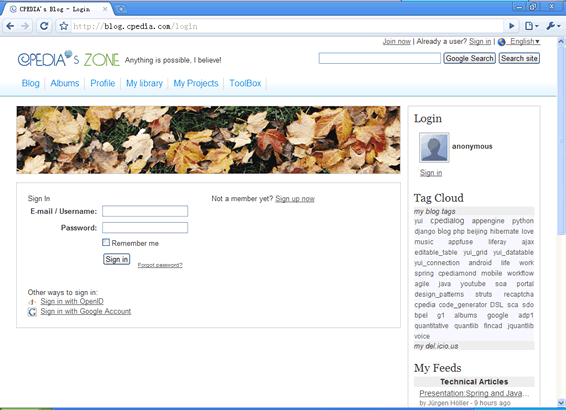 CPEDIA's Blog - Login
http://blog.cpedia.com/login
Join now | Already a user? Sign in | English▼
CPEDIA's ZONE Anything is possible, I believe!
Google Search Search site
Blog Albums Profile My library My Projects ToolBox
Login
anonymous
Sign in
Sign In
Not a member yet? Sign up now
E-mail / Username:
Password:
Remember me
Sign in Forgot password?
Other ways to sign in:
Sign in with OpenID
Sign in with Google Account
Tag Cloud
my blog tags
yui cpedialog appengine python
django blog php beijing hibernate love
music appfuse liferay ajax
editable_table yui_grid yui_datatable
yui_connection android life work
spring cpediamond mobile workflow
agile java youtube soa portal
design_patterns struts recaptcha
cpedia code_generator DSL sca sdo
bpel g1 albums google adp1
quantitative quantlib fincad jquantlib
voice
my del.icio.us
My Feeds
Technical Articles
Presentation:Spring and Java...
by Jürgen Höller - 9 hours ago